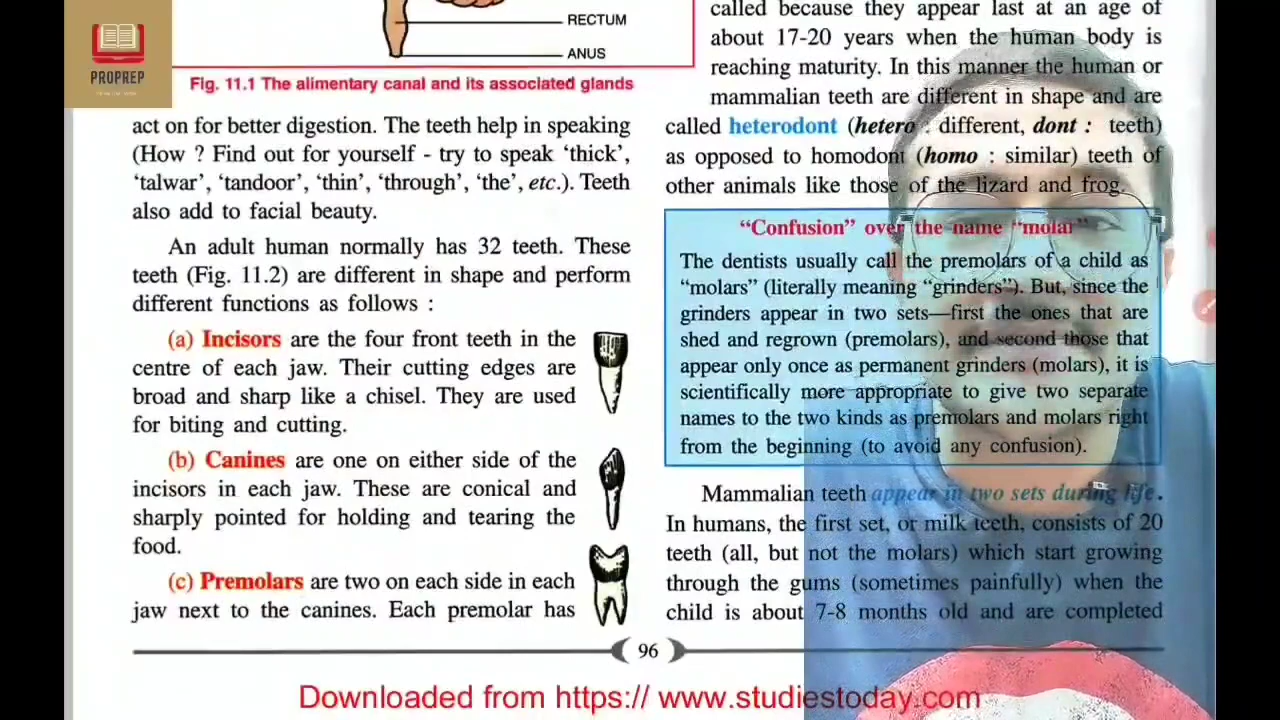 RECTUM
ANUS
PROPREP
Fig. 11.1 The alimentary canal and its associated glands
act on for better digestion. The teeth help in speaking
(How ? Find out for yourself - try to speak ‘thick’,
‘talwar’, ‘tandoor’, ‘thin’, ‘through’, ‘the’, etc.). Teeth
also add to facial beauty.
An adult human normally has 32 teeth. These
teeth (Fig. 11.2) are different in shape and perform
different functions as follows :
(a) Incisors are the four front teeth in the
centre of each jaw. Their cutting edges are
broad and sharp like a chisel. They are used
for biting and cutting.
(b) Canines are one on either side of the
incisors in each jaw. These are conical and
sharply pointed for holding and tearing the
food.
(c) Premolars are two on each side in each
jaw next to the canines. Each premolar has
called because they appear last at an age of
about 17-20 years when the human body is
reaching maturity. In this manner the human or
mammalian teeth are different in shape and are
called heterodont (hetero : different, dont : teeth)
as opposed to homodont (homo : similar) teeth of
other animals like those of the lizard and frog.
“Confusion” over the name “molar”
The dentists usually call the premolars of a child as
“molars” (literally meaning “grinders”). But, since the
grinders appear in two sets—first the ones that are
shed and regrown (premolars), and second those that
appear only once as permanent grinders (molars), it is
scientifically more appropriate to give two separate
names to the two kinds as premolars and molars right
from the beginning (to avoid any confusion).
Mammalian teeth appear in two sets during life.
In humans, the first set, or milk teeth, consists of 20
teeth (all, but not the molars) which start growing
through the gums (sometimes painfully) when the
child is about 7-8 months old and are completed
96
Downloaded from https:// www.studiestoday.com